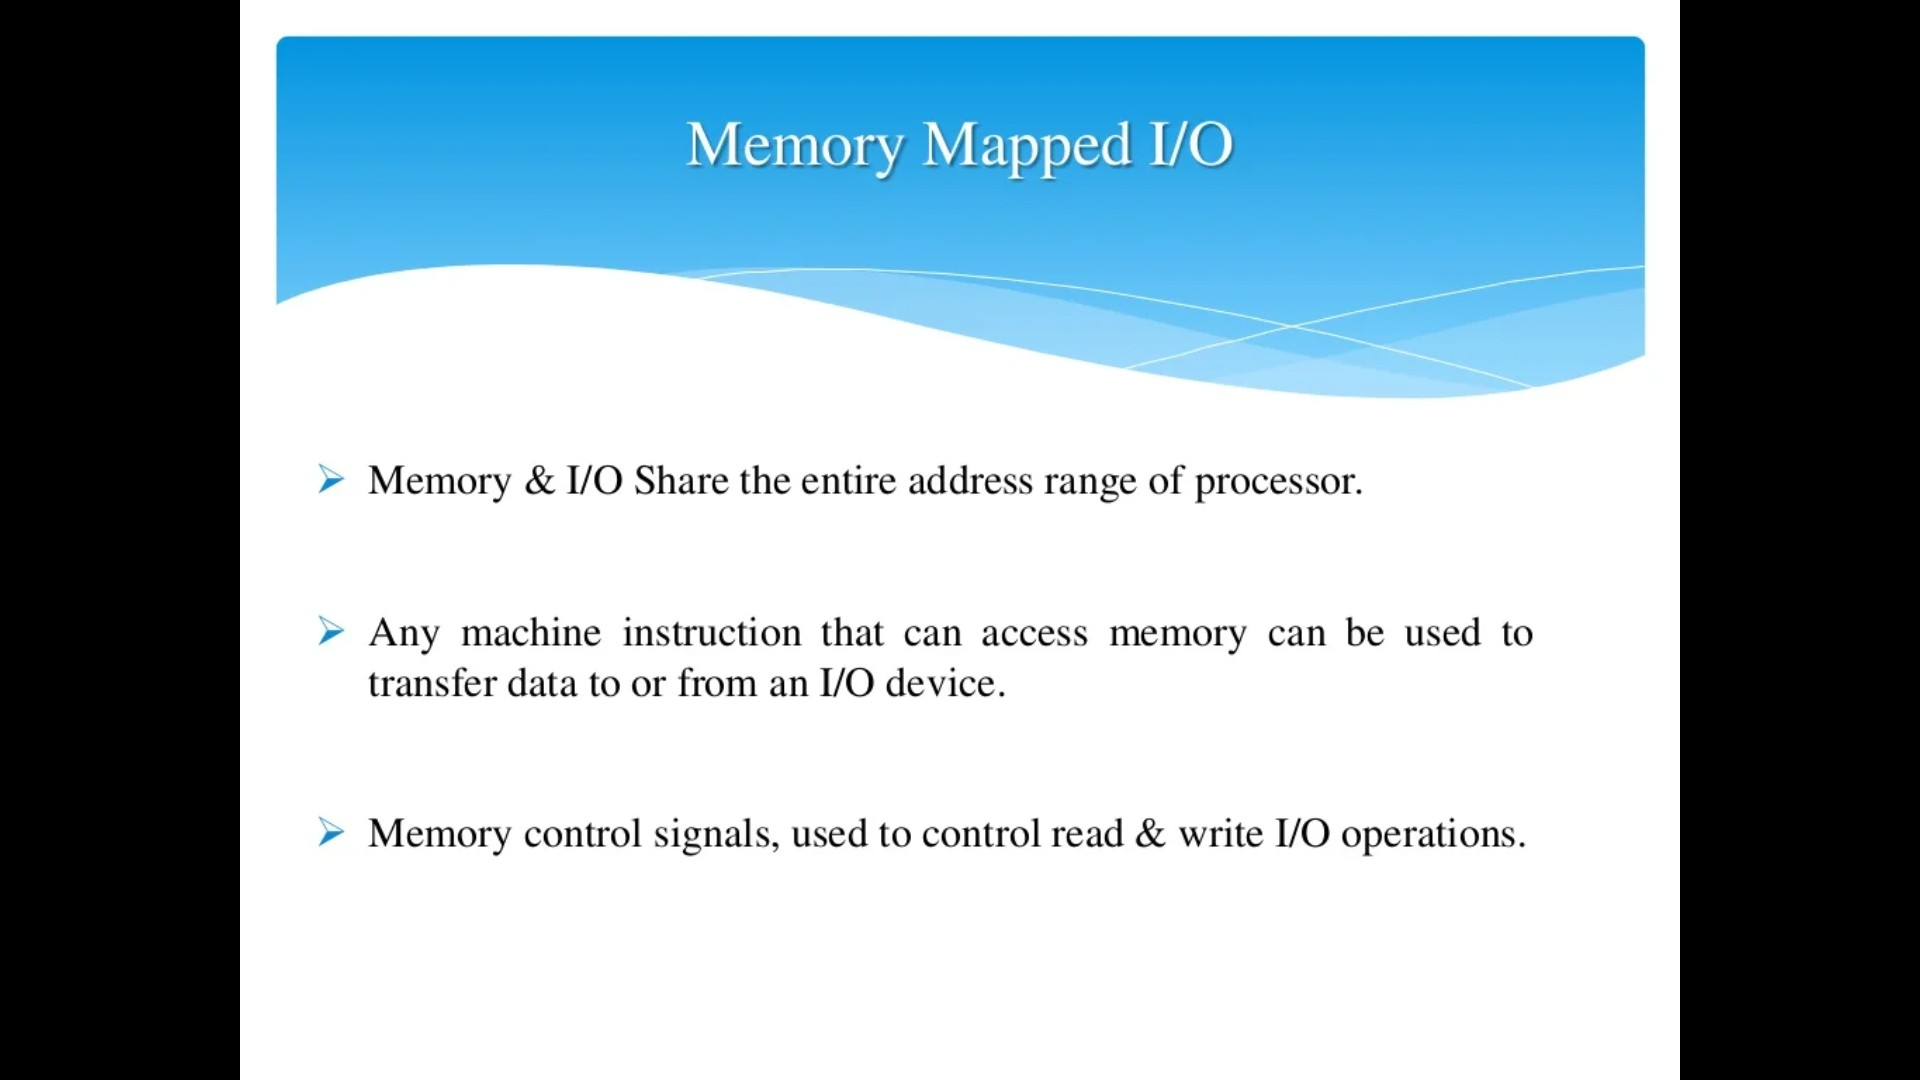 Memory Mapped I/O
Memory & I/O Share the entire address range of processor.
Any machine instruction that can access memory can be used to
transfer data to or from an I/O device.
Memory control signals, used to control read & write I/O operations.